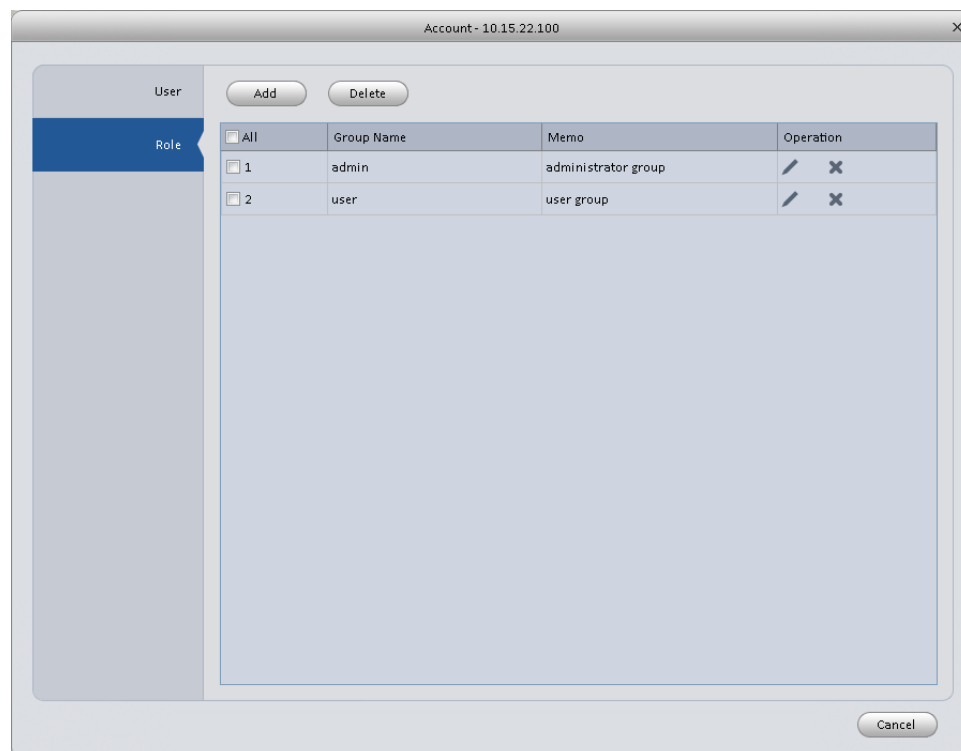 Account - 10.15.22.100
User
Role
Add Delete
All Group Name Memo Operation
1 admin administrator group
2 user user group
Cancel